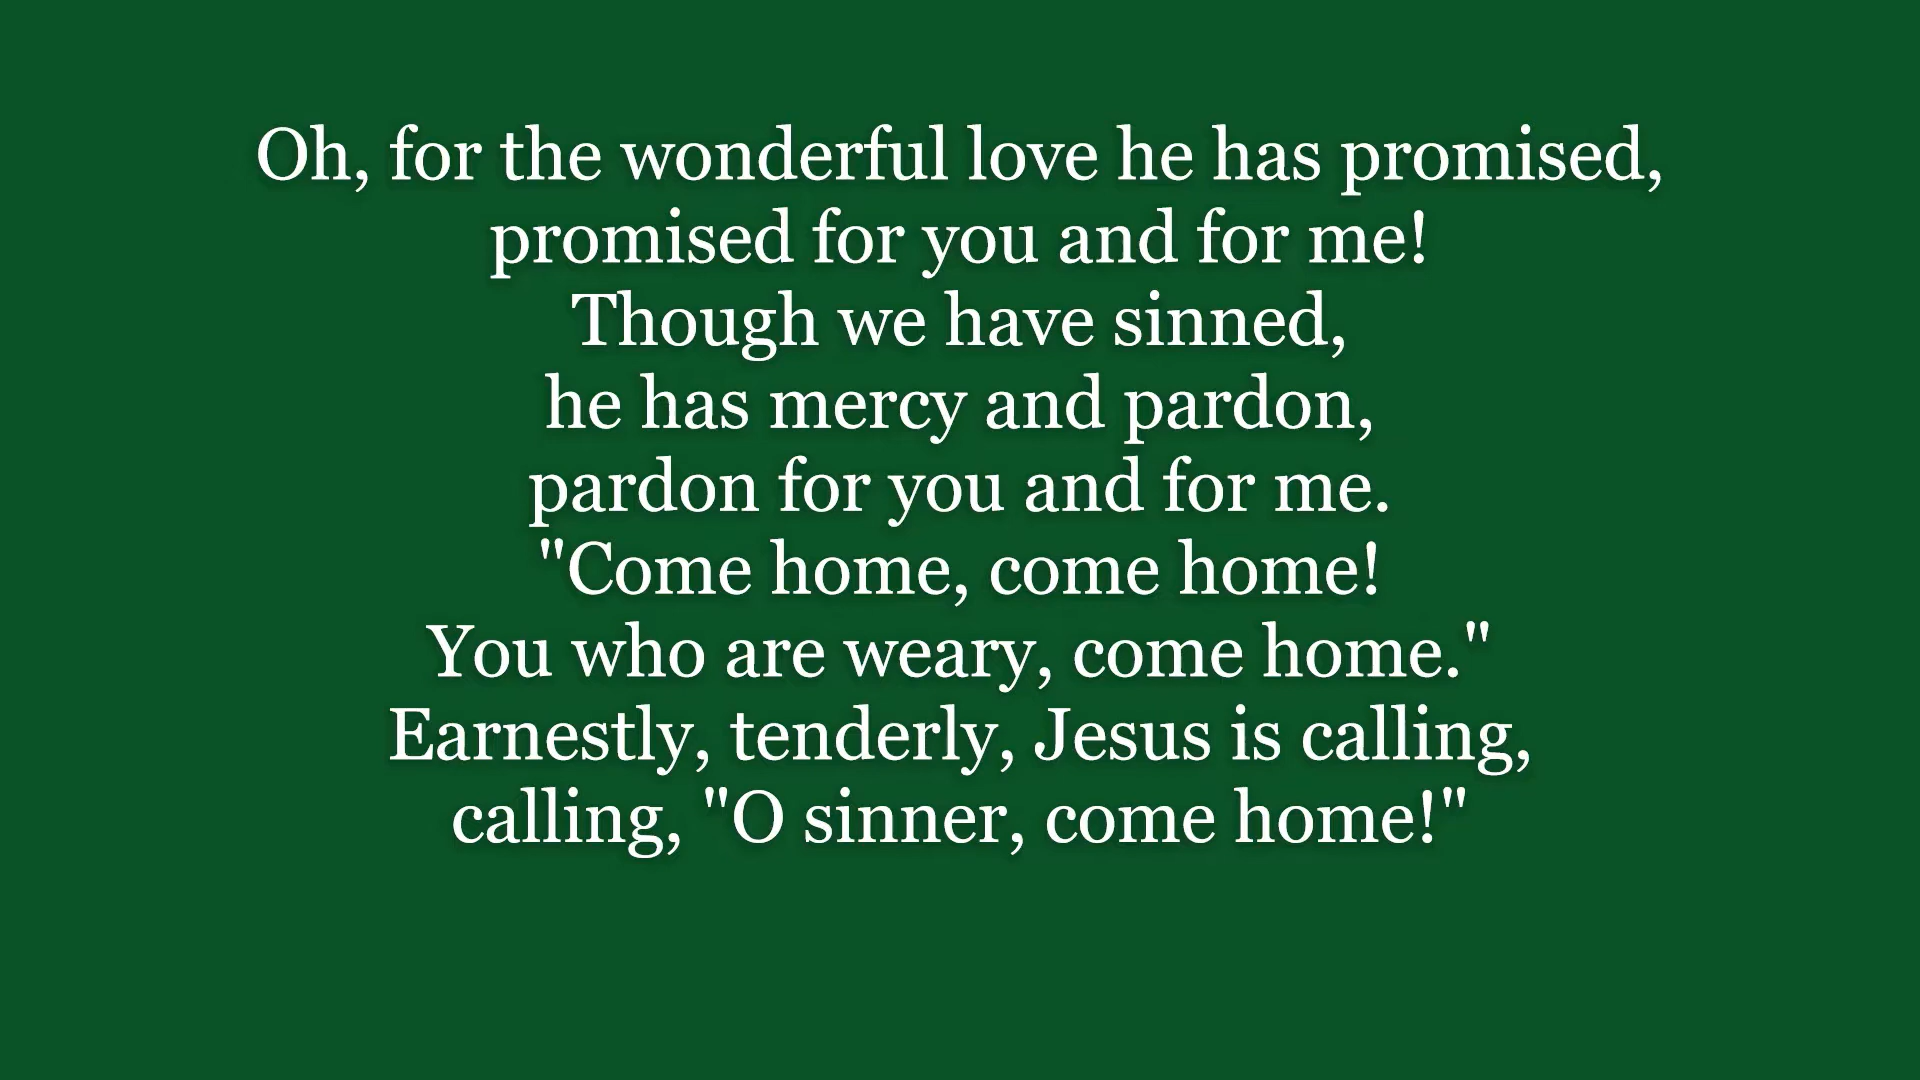 Oh, for the wonderful love he has promised,
promised for you and for me!
Though we have sinned,
he has mercy and pardon,
pardon for you and for me.
"Come home, come home!
You who are weary, come home."
Earnestly, tenderly, Jesus is calling,
calling, "O sinner, come home!"